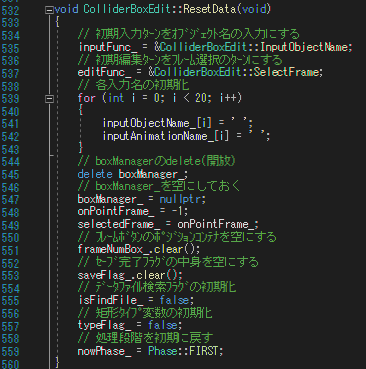 532 void ColliderBoxEdit::ResetData(void)
533 {
534 // 初期入力ﾀｰﾝをｵﾌﾞｼﾞｪｸﾄ名の入力にする
535 inputFunc_ = &ColliderBoxEdit::InputObjectName;
536 // 初期編集ﾀｰﾝをﾌﾚｰﾑ選択のﾀｰﾝにする
537 editFunc_ = &ColliderBoxEdit::SelectFrame;
538 // 各入力名の初期化
539 for (int i = 0; i < 20; i++)
540 {
541 inputObjectName_[i] = ' ';
542 inputAnimationName_[i] = ' ';
543 }
544 // boxManagerのdelete(開放)
545 delete boxManager_;
546 // boxManager_を空にしておく
547 boxManager_ = nullptr;
548 onPointFrame_ = -1;
549 selectedFrame_ = onPointFrame_;
550 // ﾌﾚｰﾑﾎﾞﾀﾝのﾎﾟｼﾞｼｮﾝｺﾝﾃﾅを空にする
551 frameNumBox_.clear();
552 // ｾｰﾌﾞ完了ﾌﾗｸﾞの中身を空にする
553 saveFlag_.clear();
554 // ﾃﾞｰﾀﾌｧｲﾙ検索ﾌﾗｸﾞの初期化
555 isFindFile_ = false;
556 // 矩形ﾀｲﾌﾟ変数の初期化
557 typeFlag_ = false;
558 // 処理段階を初期に戻す
559 nowPhase_ = Phase::FIRST;
560 }